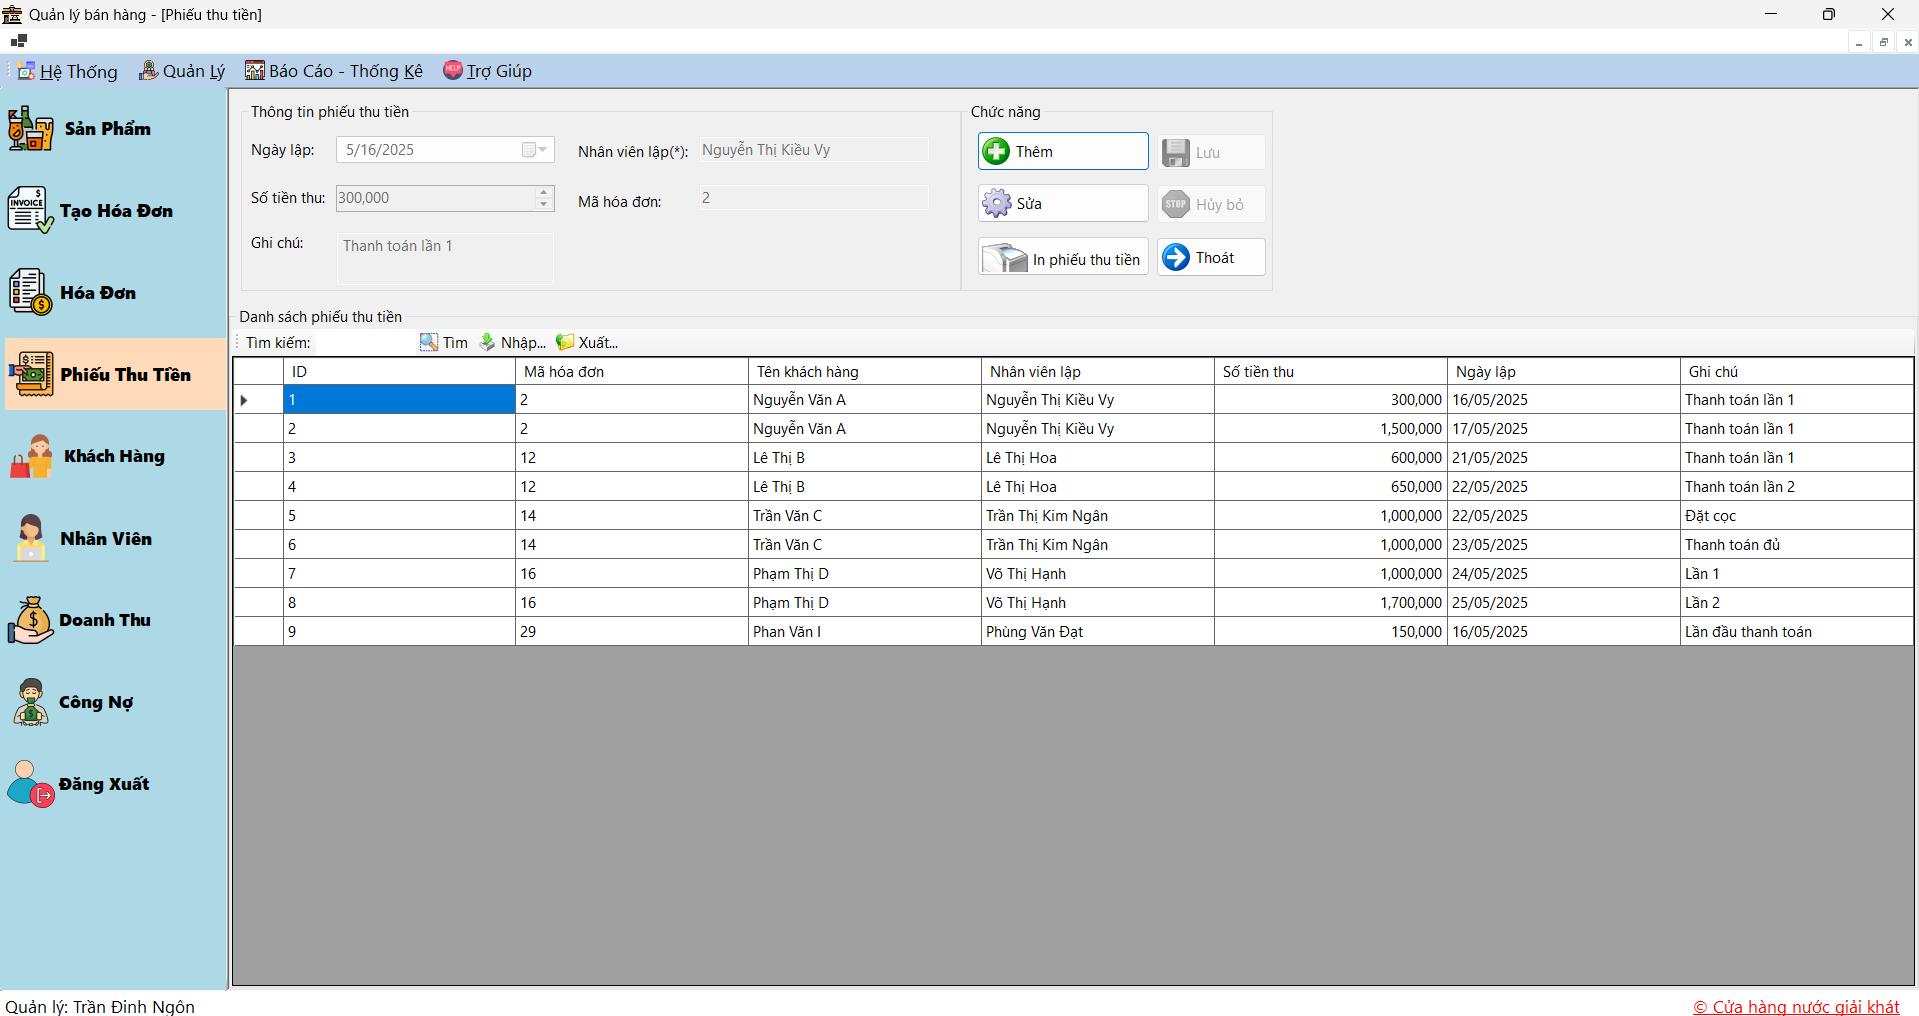 Quản lý bán hàng - [Phiếu thu tiền]
Hệ Thống Quản Lý Báo Cáo - Thống Kê HELP Trợ Giúp
Sản Phẩm
INVOICE Tạo Hóa Đơn
Hóa Đơn
Phiếu Thu Tiền
Khách Hàng
Nhân Viên
Doanh Thu
Công Nợ
Đăng Xuất
Thông tin phiếu thu tiền
Ngày lập: 5/16/2025 Nhân viên lập(*): Nguyễn Thị Kiều Vy
Số tiền thu: 300,000 Mã hóa đơn: 2
Ghi chú: Thanh toán lần 1
Chức năng
Thêm Lưu
Sửa STOP Hủy bỏ
In phiếu thu tiền Thoát
Danh sách phiếu thu tiền
Tìm kiếm: Tìm Nhập... Xuất...
ID Mã hóa đơn Tên khách hàng Nhân viên lập Số tiền thu Ngày lập Ghi chú
1 2 Nguyễn Văn A Nguyễn Thị Kiều Vy 300,000 16/05/2025 Thanh toán lần 1
2 2 Nguyễn Văn A Nguyễn Thị Kiều Vy 1,500,000 17/05/2025 Thanh toán lần 1
3 12 Lê Thị B Lê Thị Hoa 600,000 21/05/2025 Thanh toán lần 1
4 12 Lê Thị B Lê Thị Hoa 650,000 22/05/2025 Thanh toán lần 2
5 14 Trần Văn C Trần Thị Kim Ngân 1,000,000 22/05/2025 Đặt cọc
6 14 Trần Văn C Trần Thị Kim Ngân 1,000,000 23/05/2025 Thanh toán đủ
7 16 Phạm Thị D Võ Thị Hạnh 1,000,000 24/05/2025 Lần 1
8 16 Phạm Thị D Võ Thị Hạnh 1,700,000 25/05/2025 Lần 2
9 29 Phan Văn I Phùng Văn Đạt 150,000 16/05/2025 Lần đầu thanh toán
Quản lý: Trần Đinh Ngôn
© Cửa hàng nước giải khát